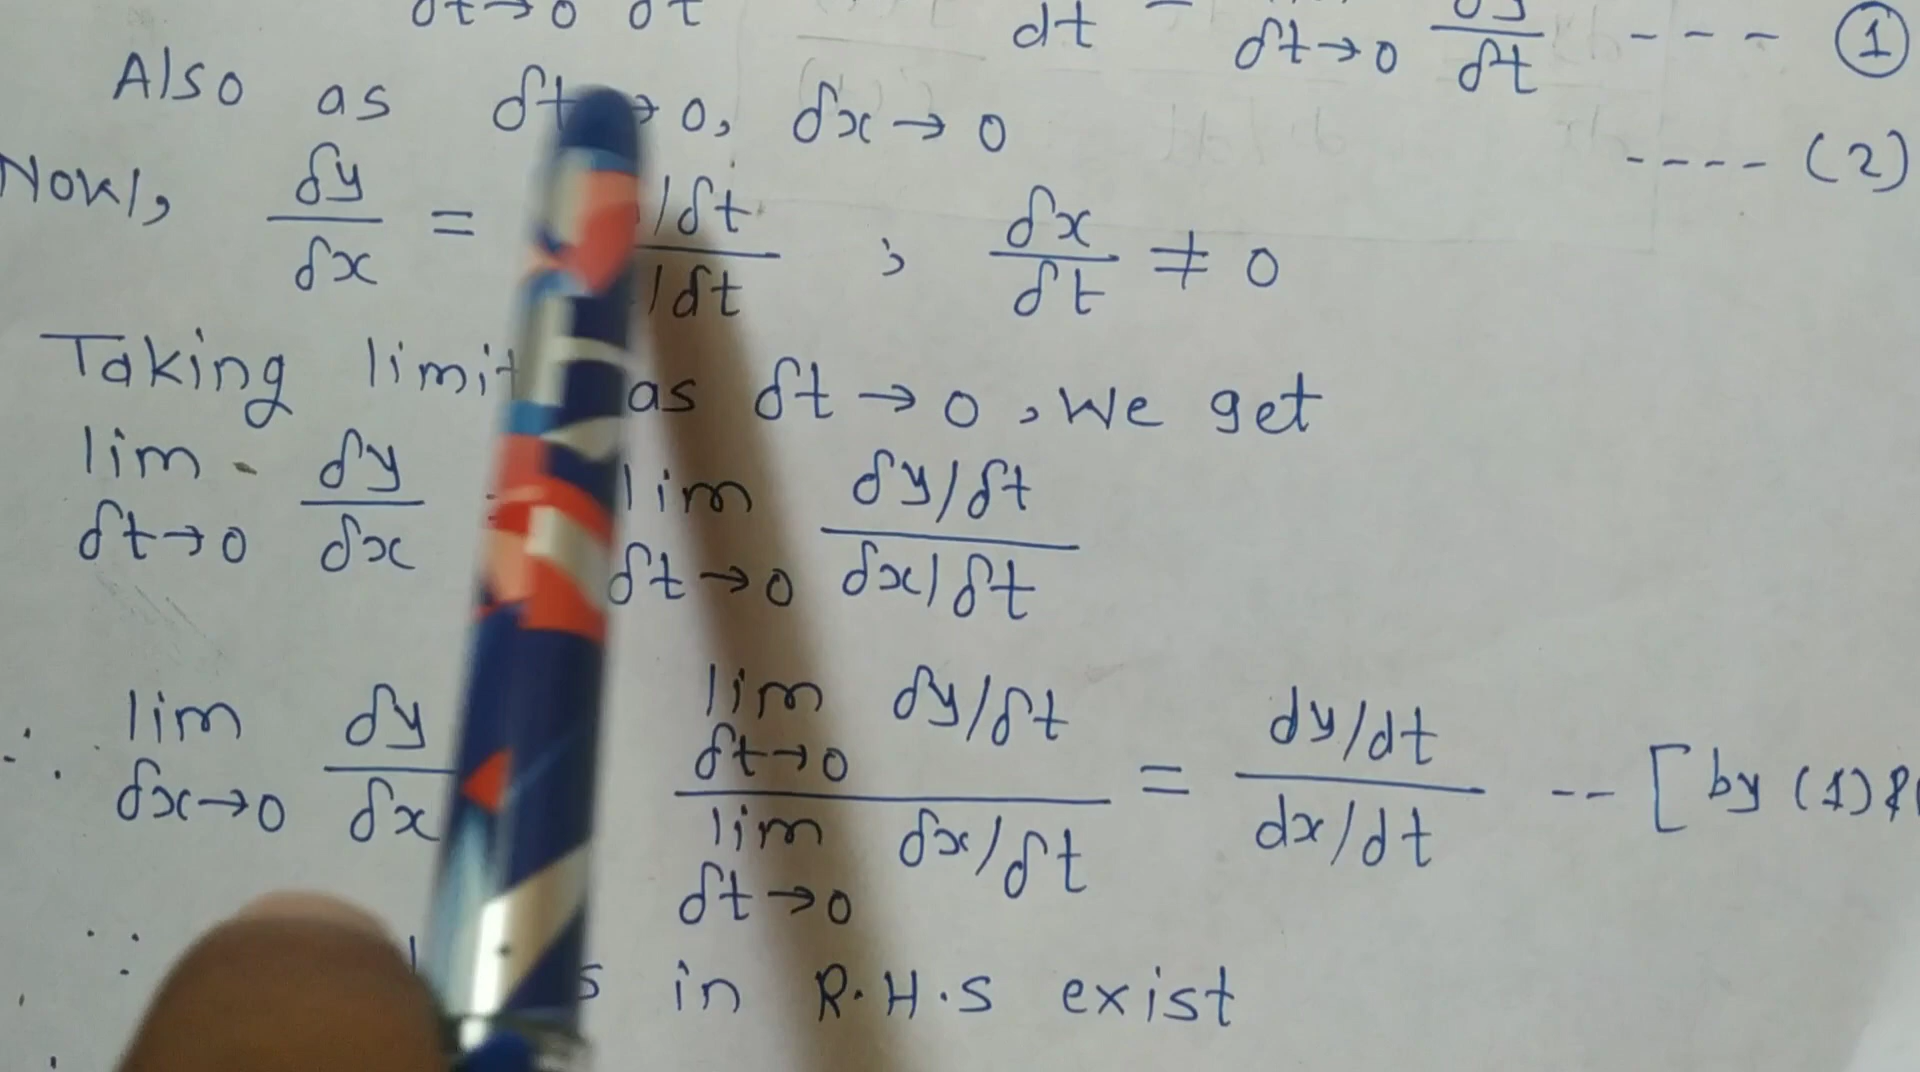 δt→0 δt dt = δt→0 δy/δt --- ①
Also as δt→0, δx→0 ---- (2)
Now, δy/δx = /δt / /δt ; δx/δt ≠ 0
Taking limit as δt→0, we get
lim δt→0 δy/δx = lim δt→0 (δy/δt)/(δx/δt)
∴ lim δx→0 δy/δx lim δt→0 δy/δt / lim δt→0 δx/δt = (dy/dt)/(dx/dt) -- [by (1) &
∵ in R.H.S exist